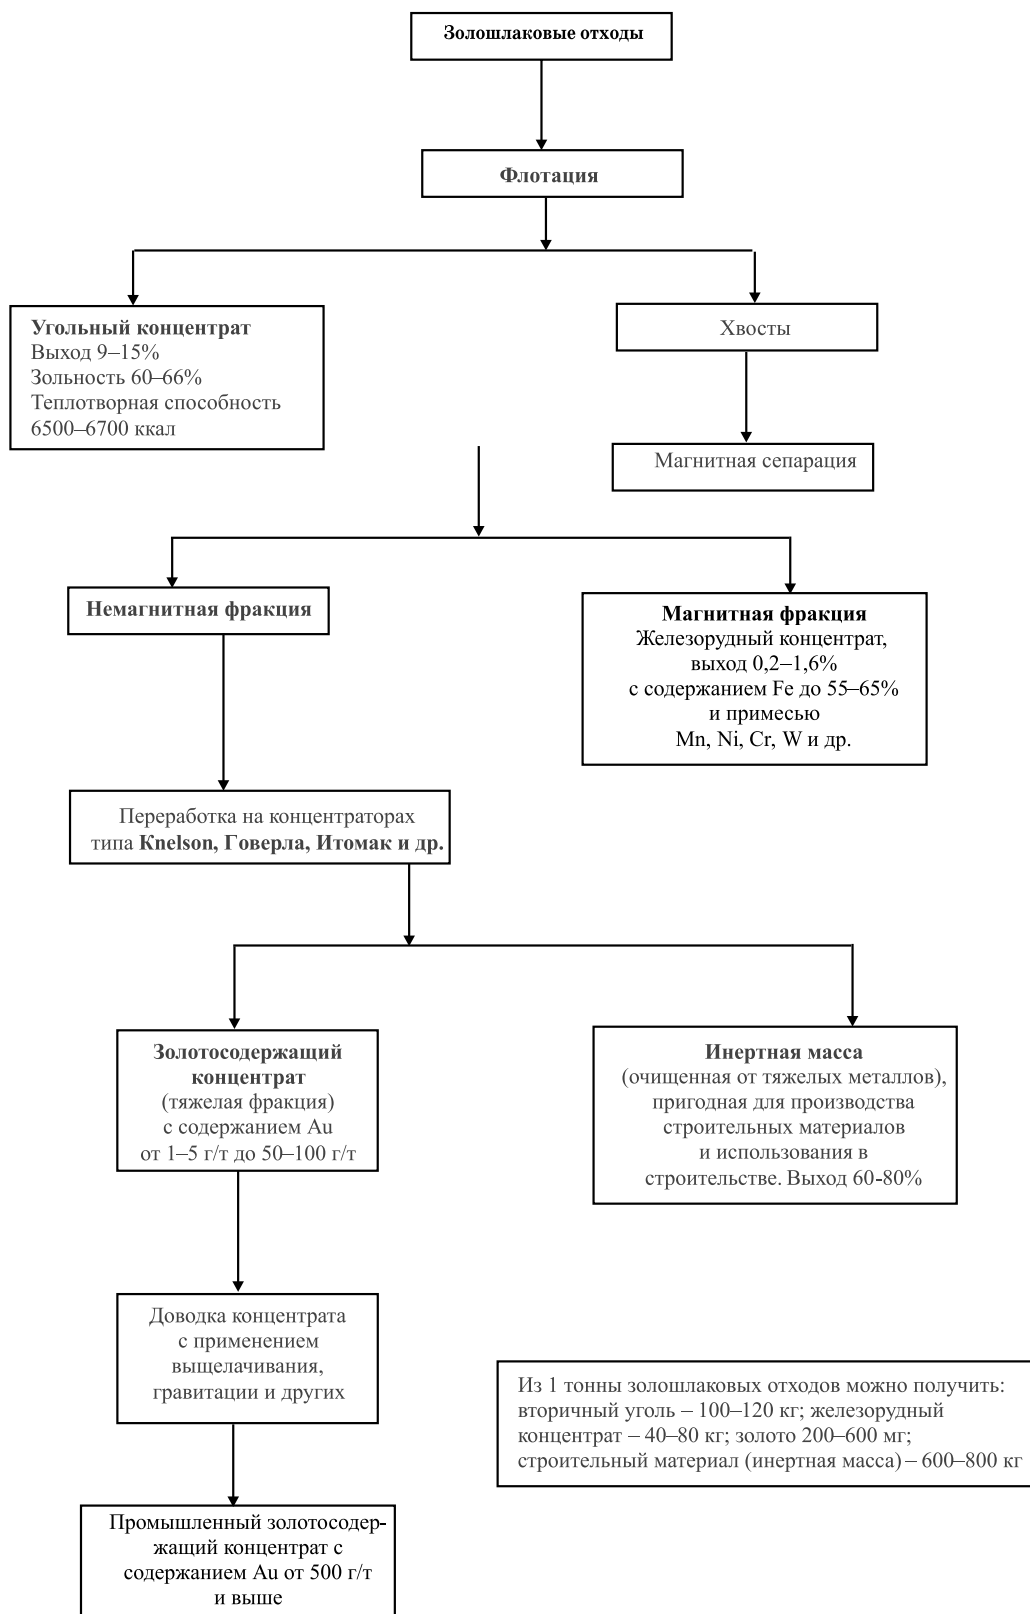 Золошлаковые отходы
Флотация
Угольный концентрат
Выход 9–15%
Зольность 60–66%
Теплотворная способность
6500–6700 ккал
Хвосты
Магнитная сепарация
Немагнитная фракция
Магнитная фракция
Железорудный концентрат,
выход 0,2–1,6%
с содержанием Fe до 55–65%
и примесью
Mn, Ni, Cr, W и др.
Переработка на концентраторах
типа Knelson, Говерла, Итомак и др.
Золотосодержащий
концентрат
(тяжелая фракция)
с содержанием Au
от 1–5 г/т до 50–100 г/т
Инертная масса
(очищенная от тяжелых металлов),
пригодная для производства
строительных материалов
и использования в
строительстве. Выход 60-80%
Доводка концентрата
с применением
выщелачивания,
гравитации и других
Из 1 тонны золошлаковых отходов можно получить:
вторичный уголь – 100–120 кг; железорудный
концентрат – 40–80 кг; золото 200–600 мг;
строительный материал (инертная масса) – 600–800 кг
Промышленный золотосодер-
жащий концентрат с
содержанием Au от 500 г/т
и выше